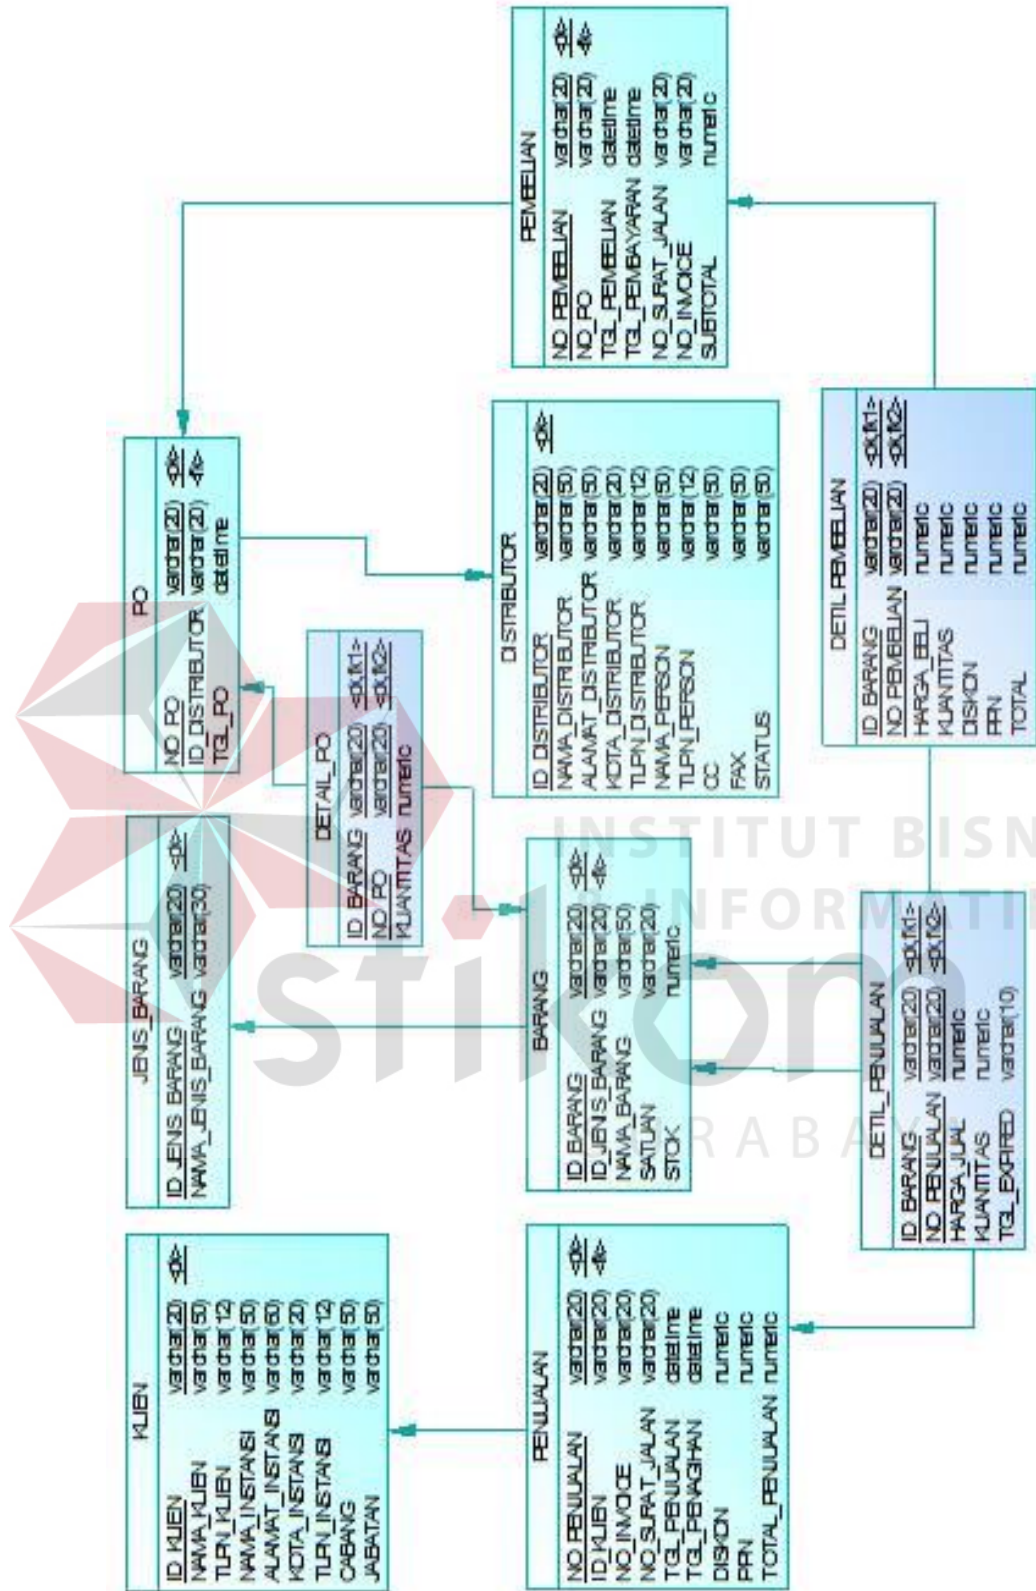 KLIEN
ID_KLIEN varchar(20) <pk>
NAMA_KLIEN varchar(50)
TLPN_KLIEN varchar(12)
NAMA_INSTANSI varchar(50)
ALAMAT_INSTANSI varchar(60)
KOTA_INSTANSI varchar(20)
TLPN_INSTANSI varchar(12)
CABANG varchar(50)
JABATAN varchar(50)
JENIS_BARANG
ID_JENIS_BARANG varchar(20) <pk>
NAMA_JENIS_BARANG varchar(30)
PO
NO_PO varchar(20) <pk>
ID_DISTRIBUTOR varchar(20) <fk>
TGL_PO datetime
DETAIL_PO
ID_BARANG varchar(20) <pk,fk1>
NO_PO varchar(20) <pk,fk2>
KUANTITAS numeric
PENJUALAN
NO_PENJUALAN varchar(20) <pk>
ID_KLIEN varchar(20) <fk>
NO_INVOICE varchar(20)
NO_SURAT_JALAN varchar(20)
TGL_PENJUALAN datetime
TGL_PENAGIHAN datetime
DISKON numeric
PPN numeric
TOTAL_PENJUALAN numeric
BARANG
ID_BARANG varchar(20) <pk>
ID_JENIS_BARANG varchar(20) <fk>
NAMA_BARANG varchar(50)
SATUAN varchar(20)
STOK numeric
DISTRIBUTOR
ID_DISTRIBUTOR varchar(20) <pk>
NAMA_DISTRIBUTOR varchar(50)
ALAMAT_DISTRIBUTOR varchar(50)
KOTA_DISTRIBUTOR varchar(20)
TLPN_DISTRIBUTOR varchar(12)
NAMA_PERSON varchar(50)
TLPN_PERSON varchar(12)
CC varchar(50)
FAX varchar(50)
STATUS varchar(50)
PEMBELIAN
NO_PEMBELIAN varchar(20) <pk>
NO_PO varchar(20) <fk>
TGL_PEMBELIAN datetime
TGL_PEMBAYARAN datetime
NO_SURAT_JALAN varchar(20)
NO_INVOICE varchar(20)
SUBTOTAL numeric
DETIL_PENJUALAN
ID_BARANG varchar(20) <pk,fk1>
NO_PENJUALAN varchar(20) <pk,fk2>
HARGA_JUAL numeric
KUANTITAS numeric
TGL_EXPIRED varchar(10)
DETIL PEMBELIAN
ID_BARANG varchar(20) <pk,fk1>
NO_PEMBELIAN varchar(20) <pk,fk2>
HARGA_BELI numeric
KUANTITAS numeric
DISKON numeric
PPN numeric
TOTAL numeric
INSTITUT BISN
& INFORMATI
stikom
SURABAYA